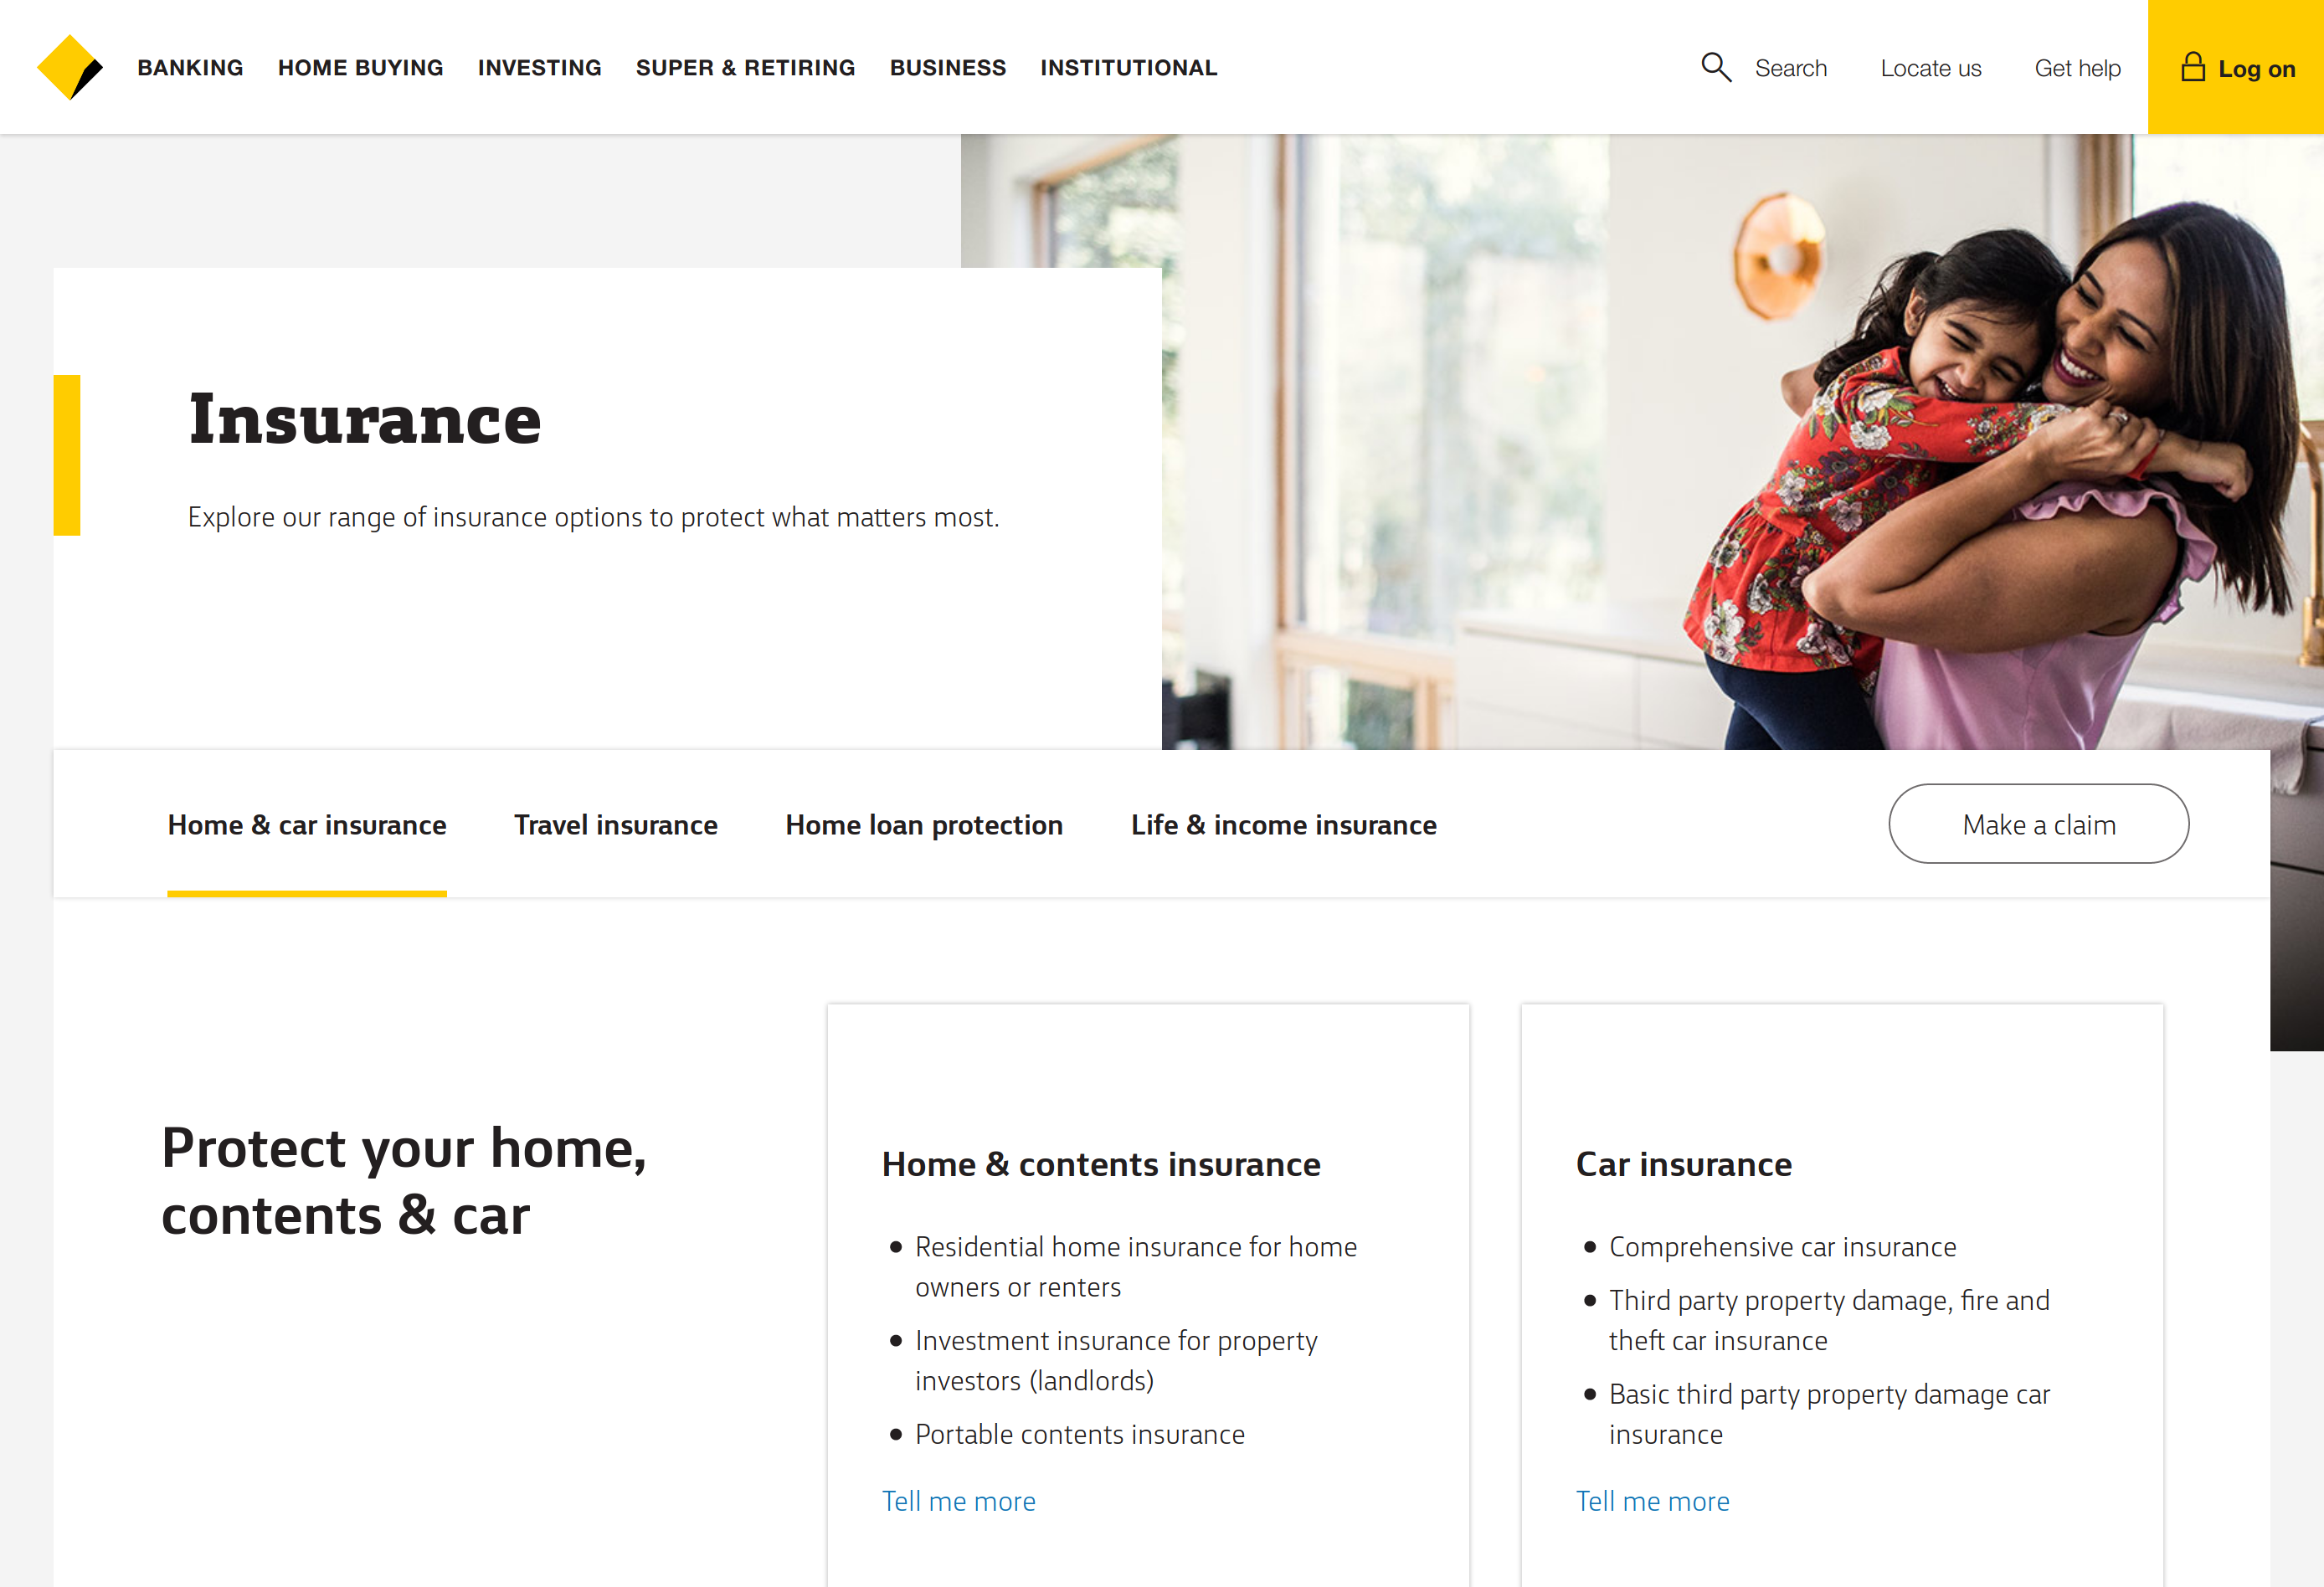 BANKING HOME BUYING INVESTING SUPER & RETIRING BUSINESS INSTITUTIONAL Search Locate us Get help Log on
Insurance
Explore our range of insurance options to protect what matters most.
Home & car insurance Travel insurance Home loan protection Life & income insurance Make a claim
Protect your home,
contents & car
Home & contents insurance
• Residential home insurance for home
owners or renters
• Investment insurance for property
investors (landlords)
• Portable contents insurance
Tell me more
Car insurance
• Comprehensive car insurance
• Third party property damage, fire and
theft car insurance
• Basic third party property damage car
insurance
Tell me more